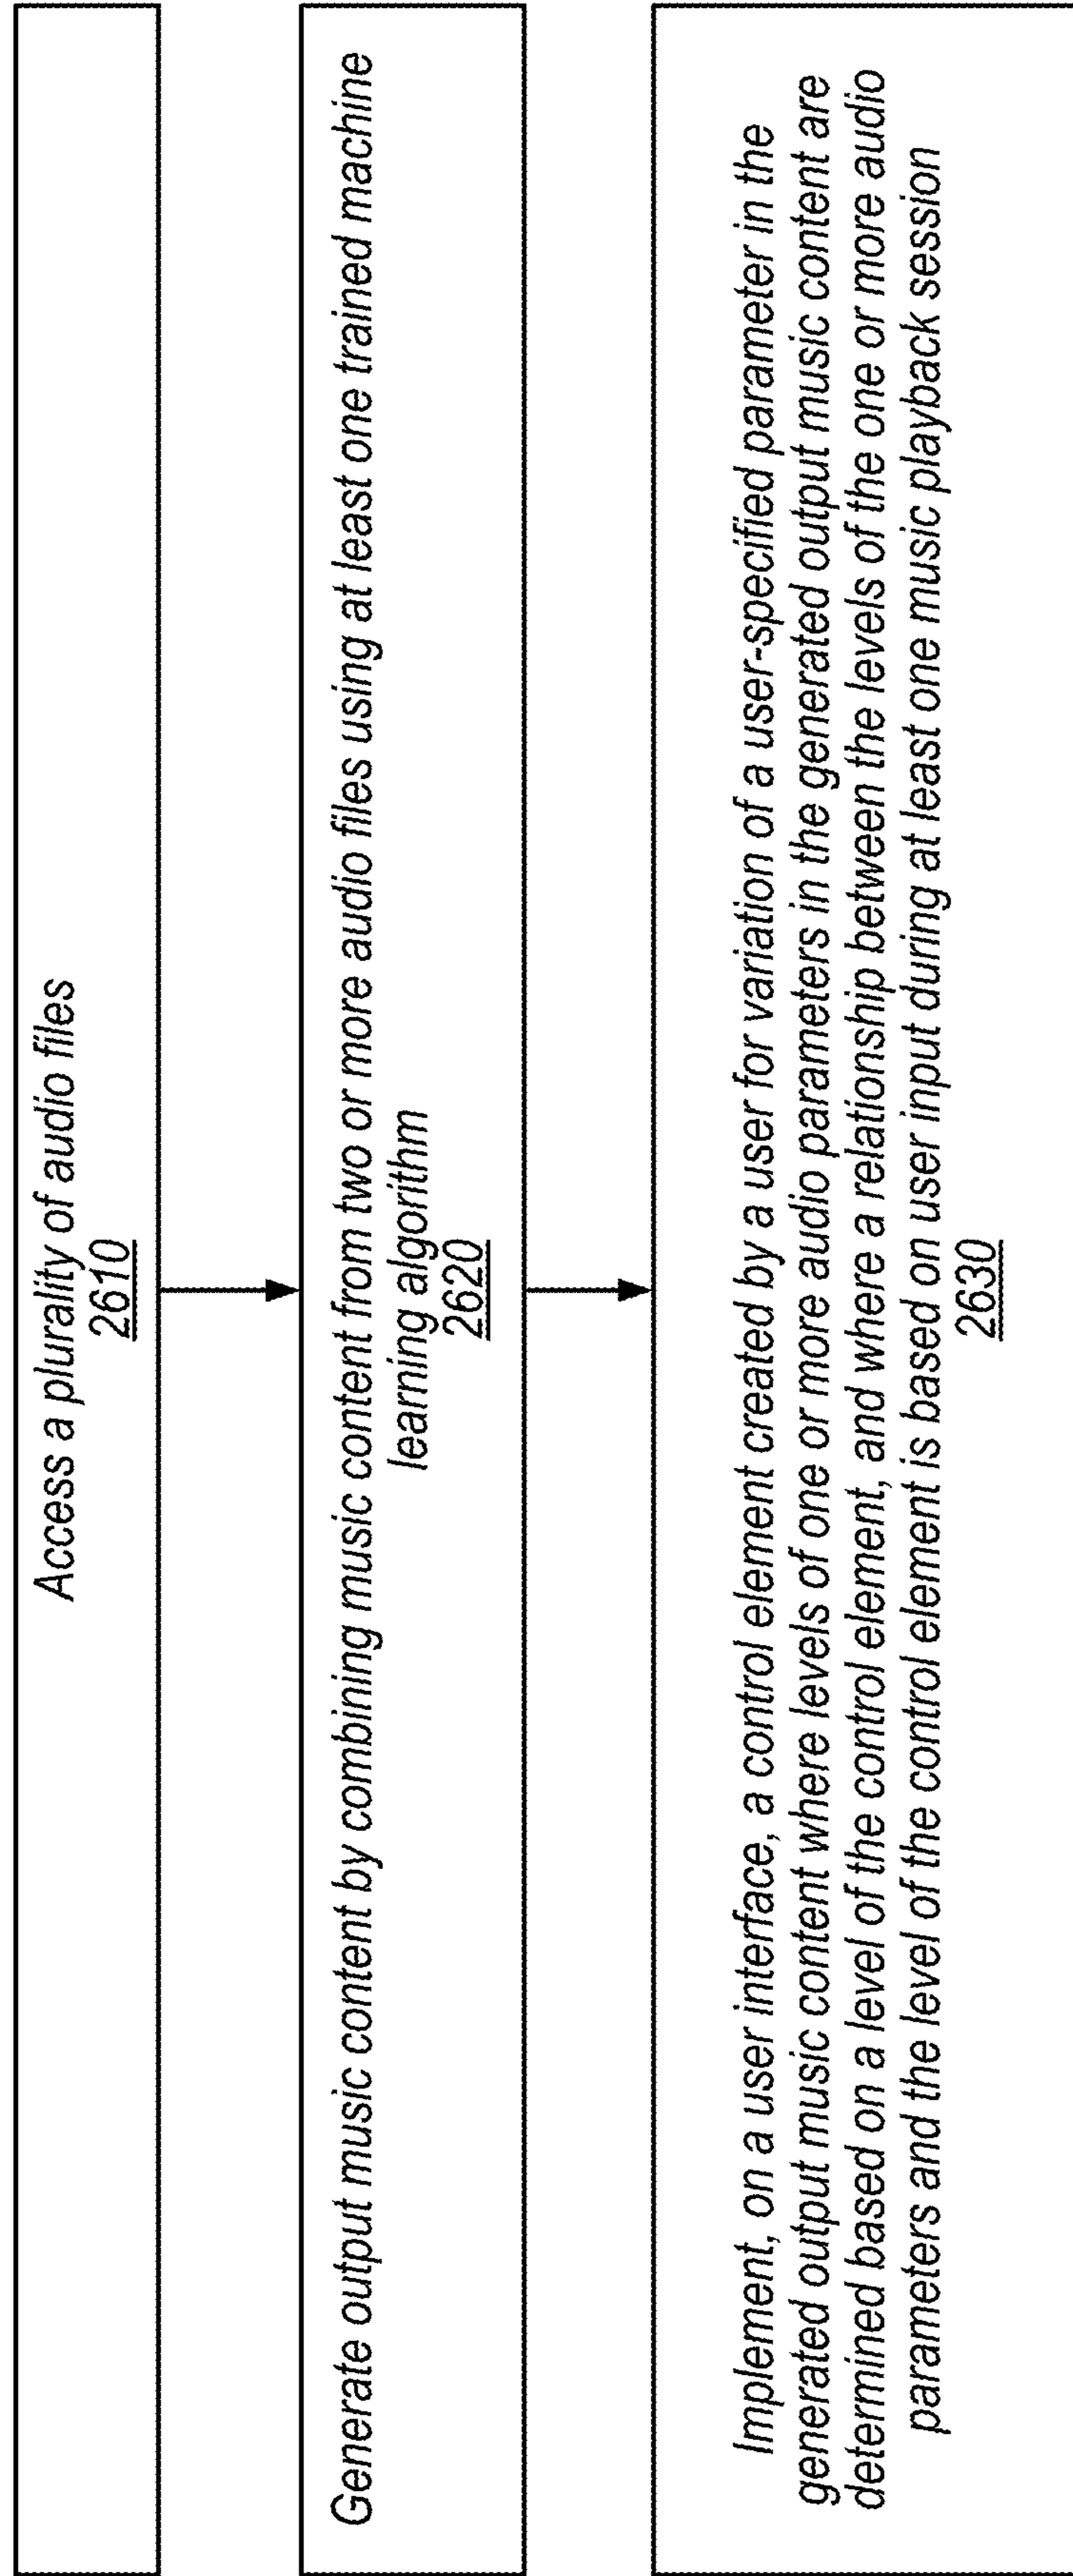 Access a plurality of audio files
2610
Generate output music content by combining music content from two or more audio files using at least one trained machine
learning algorithm
2620
Implement, on a user interface, a control element created by a user for variation of a user-specified parameter in the
generated output music content where levels of one or more audio parameters in the generated output music content are
determined based on a level of the control element, and where a relationship between the levels of the one or more audio
parameters and the level of the control element is based on user input during at least one music playback session
2630